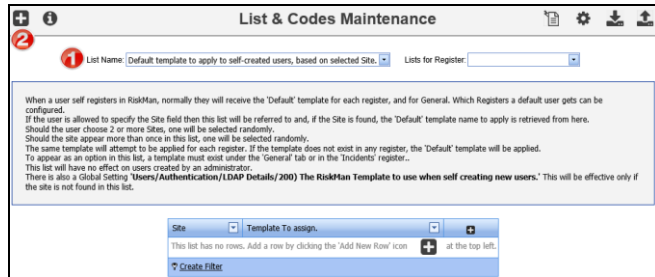 List & Codes Maintenance
2
1 List Name: Default template to apply to self-created users, based on selected Site. Lists for Register:
When a user self registers in RiskMan, normally they will receive the 'Default' template for each register, and for General. Which Registers a default user gets can be
configured.
If the user is allowed to specify the Site field then this list will be referred to and, if the Site is found, the 'Default' template name to apply is retrieved from here.
Should the user choose 2 or more Sites, one will be selected randomly.
Should the site appear more than once in this list, one will be selected randomly.
The same template will attempt to be applied for each register. If the template does not exist in any register, the 'Default' template will be applied.
To appear as an option in this list, a template must exist under the 'General' tab or in the 'Incidents' register..
This list will have no effect on users created by an administrator.
There is also a Global Setting 'Users/Authentication/LDAP Details/200) The RiskMan Template to use when self creating new users.' This will be effective only if
the site is not found in this list.
Site Template To assign.
This list has no rows. Add a row by clicking the 'Add New Row' icon at the top left.
Create Filter